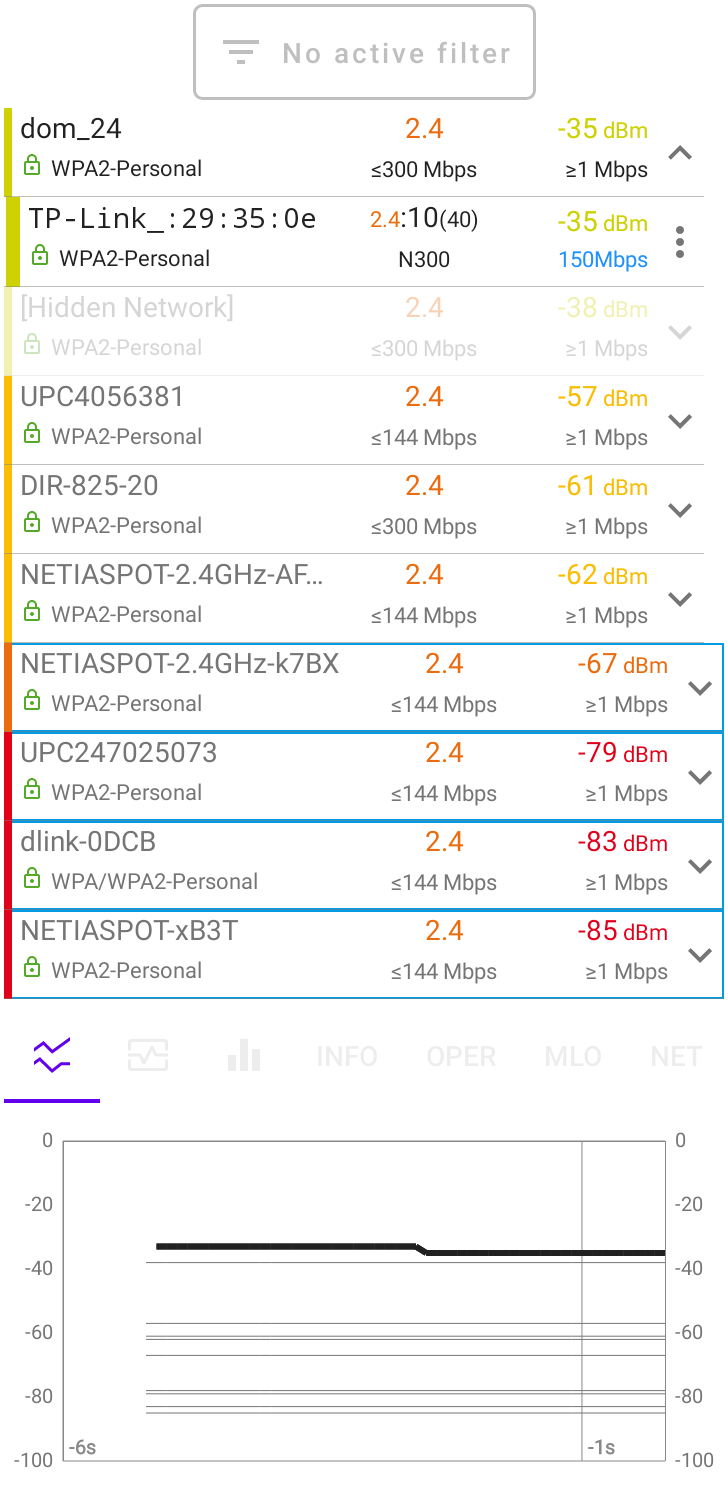 No active filter
dom_24 2.4 -35 dBm
WPA2-Personal ≤300 Mbps ≥1 Mbps
TP-Link_:29:35:0e 2.4:10(40) -35 dBm
WPA2-Personal N300 150Mbps
[Hidden Network] 2.4 -38 dBm
WPA2-Personal ≤300 Mbps ≥1 Mbps
UPC4056381 2.4 -57 dBm
WPA2-Personal ≤144 Mbps ≥1 Mbps
DIR-825-20 2.4 -61 dBm
WPA2-Personal ≤300 Mbps ≥1 Mbps
NETIASPOT-2.4GHz-AF... 2.4 -62 dBm
WPA2-Personal ≤144 Mbps ≥1 Mbps
NETIASPOT-2.4GHz-k7BX 2.4 -67 dBm
WPA2-Personal ≤144 Mbps ≥1 Mbps
UPC247025073 2.4 -79 dBm
WPA2-Personal ≤144 Mbps ≥1 Mbps
dlink-0DCB 2.4 -83 dBm
WPA/WPA2-Personal ≤144 Mbps ≥1 Mbps
NETIASPOT-xB3T 2.4 -85 dBm
WPA2-Personal ≤144 Mbps ≥1 Mbps
INFO OPER MLO NET
0 0
-20 -20
-40 -40
-60 -60
-80 -80
-6s -1s
-100 -100